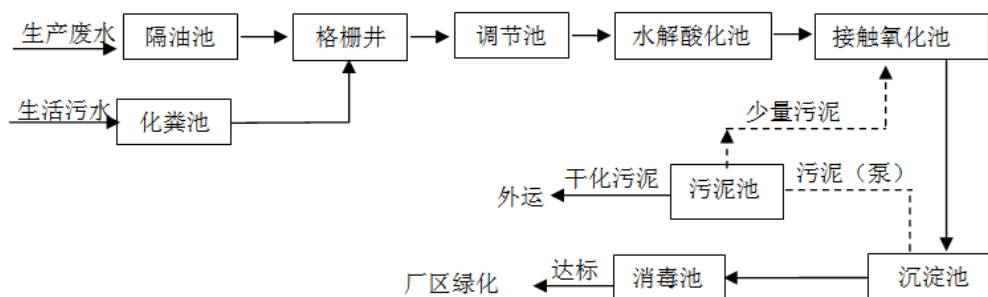 生产废水
隔油池
格栅井
调节池
水解酸化池
接触氧化池
生活污水
化粪池
少量污泥
干化污泥
污泥（泵）
外运
污泥池
厂区绿化
达标
消毒池
沉淀池